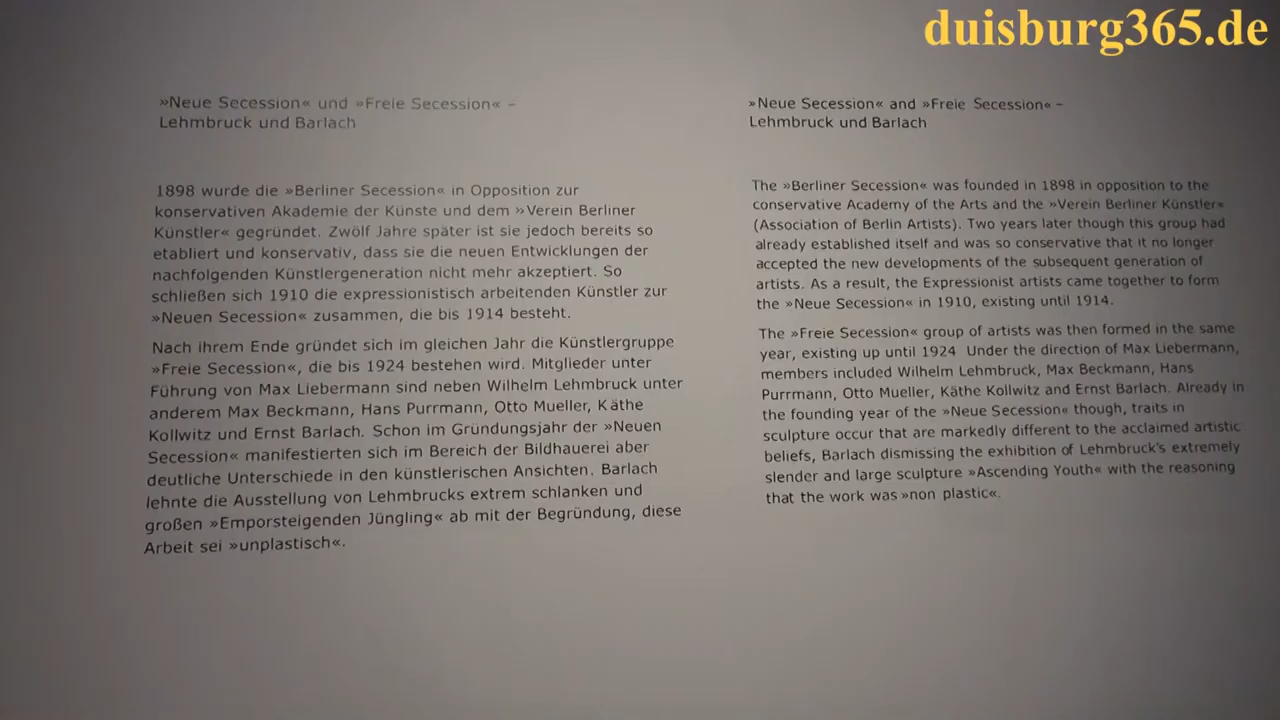 duisburg365.de
»Neue Secession« und »Freie Secession« –
Lehmbruck und Barlach
1898 wurde die »Berliner Secession« in Opposition zur
konservativen Akademie der Künste und dem »Verein Berliner
Künstler« gegründet. Zwölf Jahre später ist sie jedoch bereits so
etabliert und konservativ, dass sie die neuen Entwicklungen der
nachfolgenden Künstlergeneration nicht mehr akzeptiert. So
schließen sich 1910 die expressionistisch arbeitenden Künstler zur
»Neuen Secession« zusammen, die bis 1914 besteht.
Nach ihrem Ende gründet sich im gleichen Jahr die Künstlergruppe
»Freie Secession«, die bis 1924 bestehen wird. Mitglieder unter
Führung von Max Liebermann sind neben Wilhelm Lehmbruck unter
anderem Max Beckmann, Hans Purrmann, Otto Mueller, Käthe
Kollwitz und Ernst Barlach. Schon im Gründungsjahr der »Neuen
Secession« manifestierten sich im Bereich der Bildhauerei aber
deutliche Unterschiede in den künstlerischen Ansichten. Barlach
lehnte die Ausstellung von Lehmbrucks extrem schlanken und
großen »Emporsteigenden Jüngling« ab mit der Begründung, diese
Arbeit sei »unplastisch«.
»Neue Secession« and »Freie Secession« –
Lehmbruck und Barlach
The »Berliner Secession« was founded in 1898 in opposition to the
conservative Academy of the Arts and the »Verein Berliner Künstler«
(Association of Berlin Artists). Two years later though this group had
already established itself and was so conservative that it no longer
accepted the new developments of the subsequent generation of
artists. As a result, the Expressionist artists came together to form
the »Neue Secession« in 1910, existing until 1914.
The »Freie Secession« group of artists was then formed in the same
year, existing up until 1924 Under the direction of Max Liebermann,
members included Wilhelm Lehmbruck, Max Beckmann, Hans
Purrmann, Otto Mueller, Käthe Kollwitz and Ernst Barlach. Already in
the founding year of the »Neue Secession« though, traits in
sculpture occur that are markedly different to the acclaimed artistic
beliefs, Barlach dismissing the exhibition of Lehmbruck's extremely
slender and large sculpture »Ascending Youth« with the reasoning
that the work was »non plastic«.